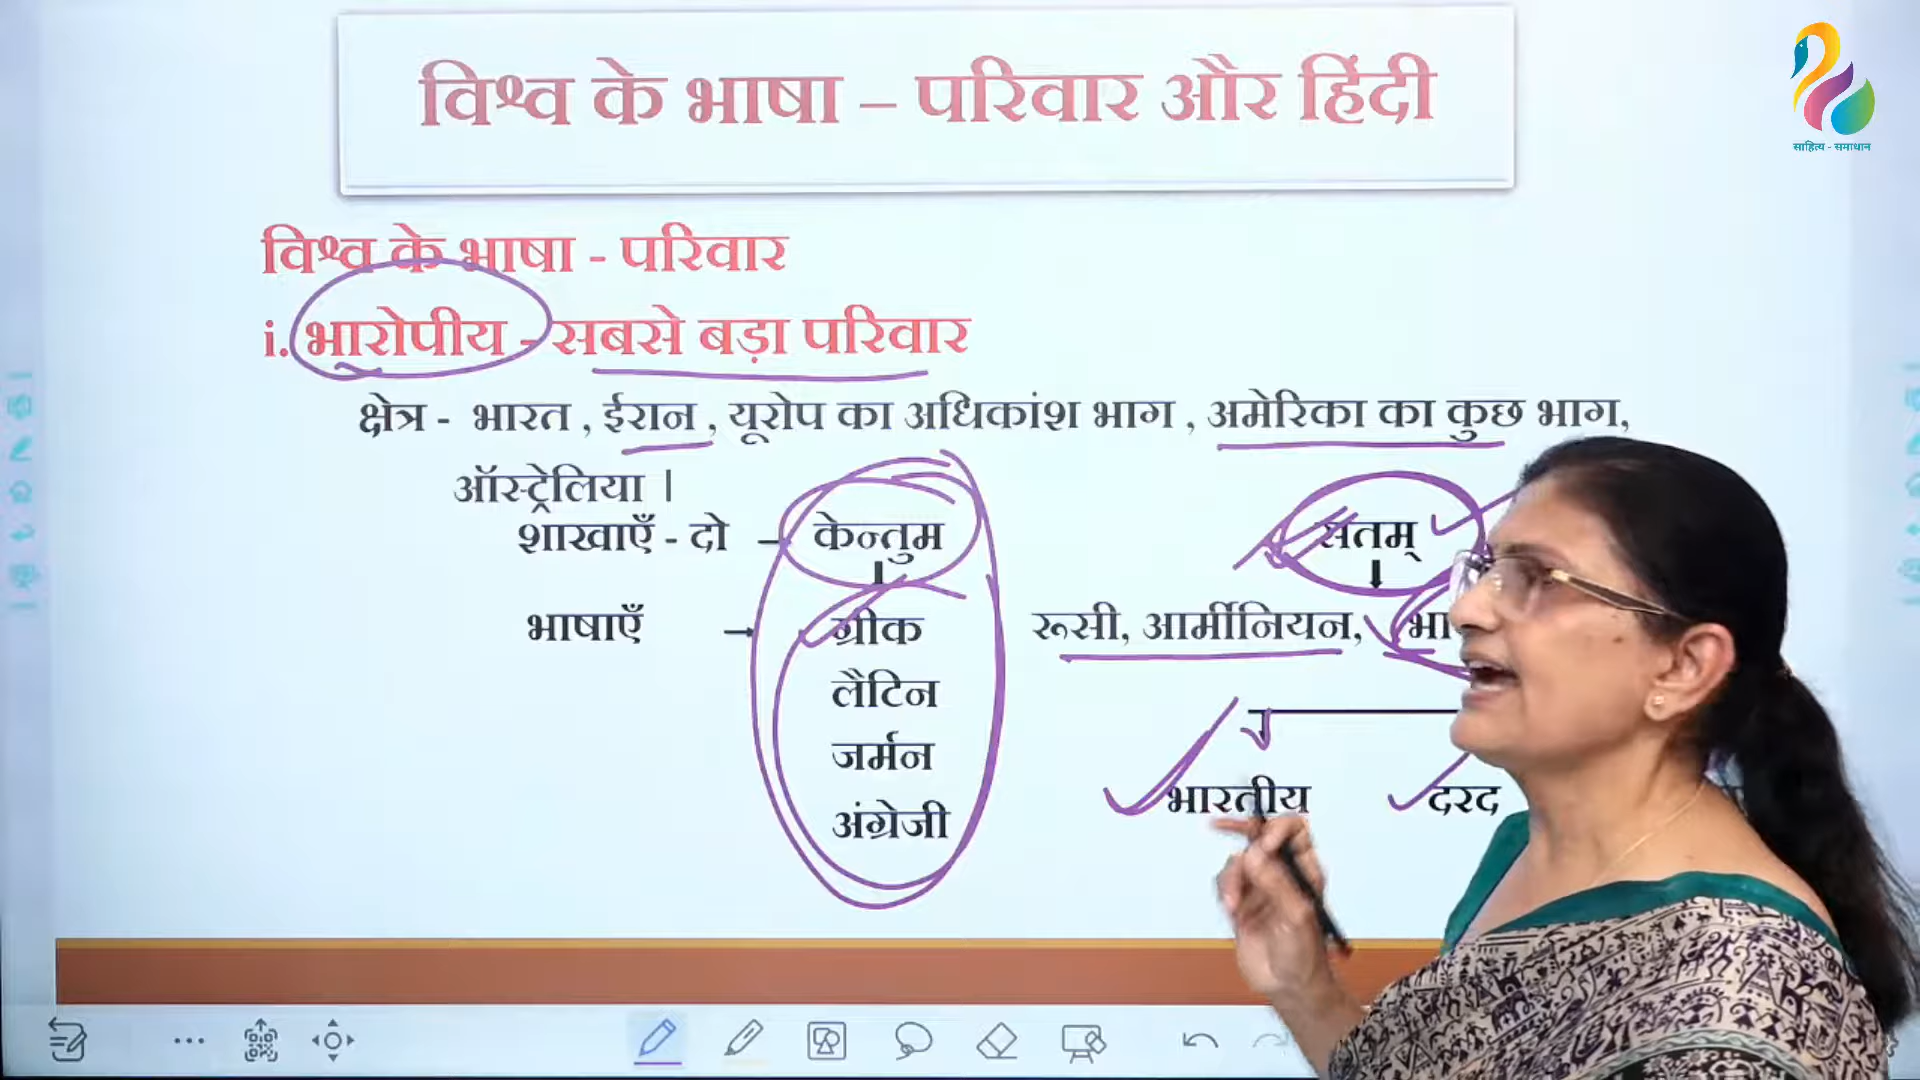 विश्व के भाषा – परिवार और हिंदी
साहित्य - समाधान
विश्व के भाषा - परिवार
i. भारोपीय - सबसे बड़ा परिवार
क्षेत्र - भारत , ईरान , यूरोप का अधिकांश भाग , अमेरिका का कुछ भाग,
ऑस्ट्रेलिया |
शाखाएँ - दो - केन्तुम सतम्
भाषाएँ ग्रीक रूसी, आर्मीनियन,
लैटिन
जर्मन
भारतीय दरद
अंग्रेजी